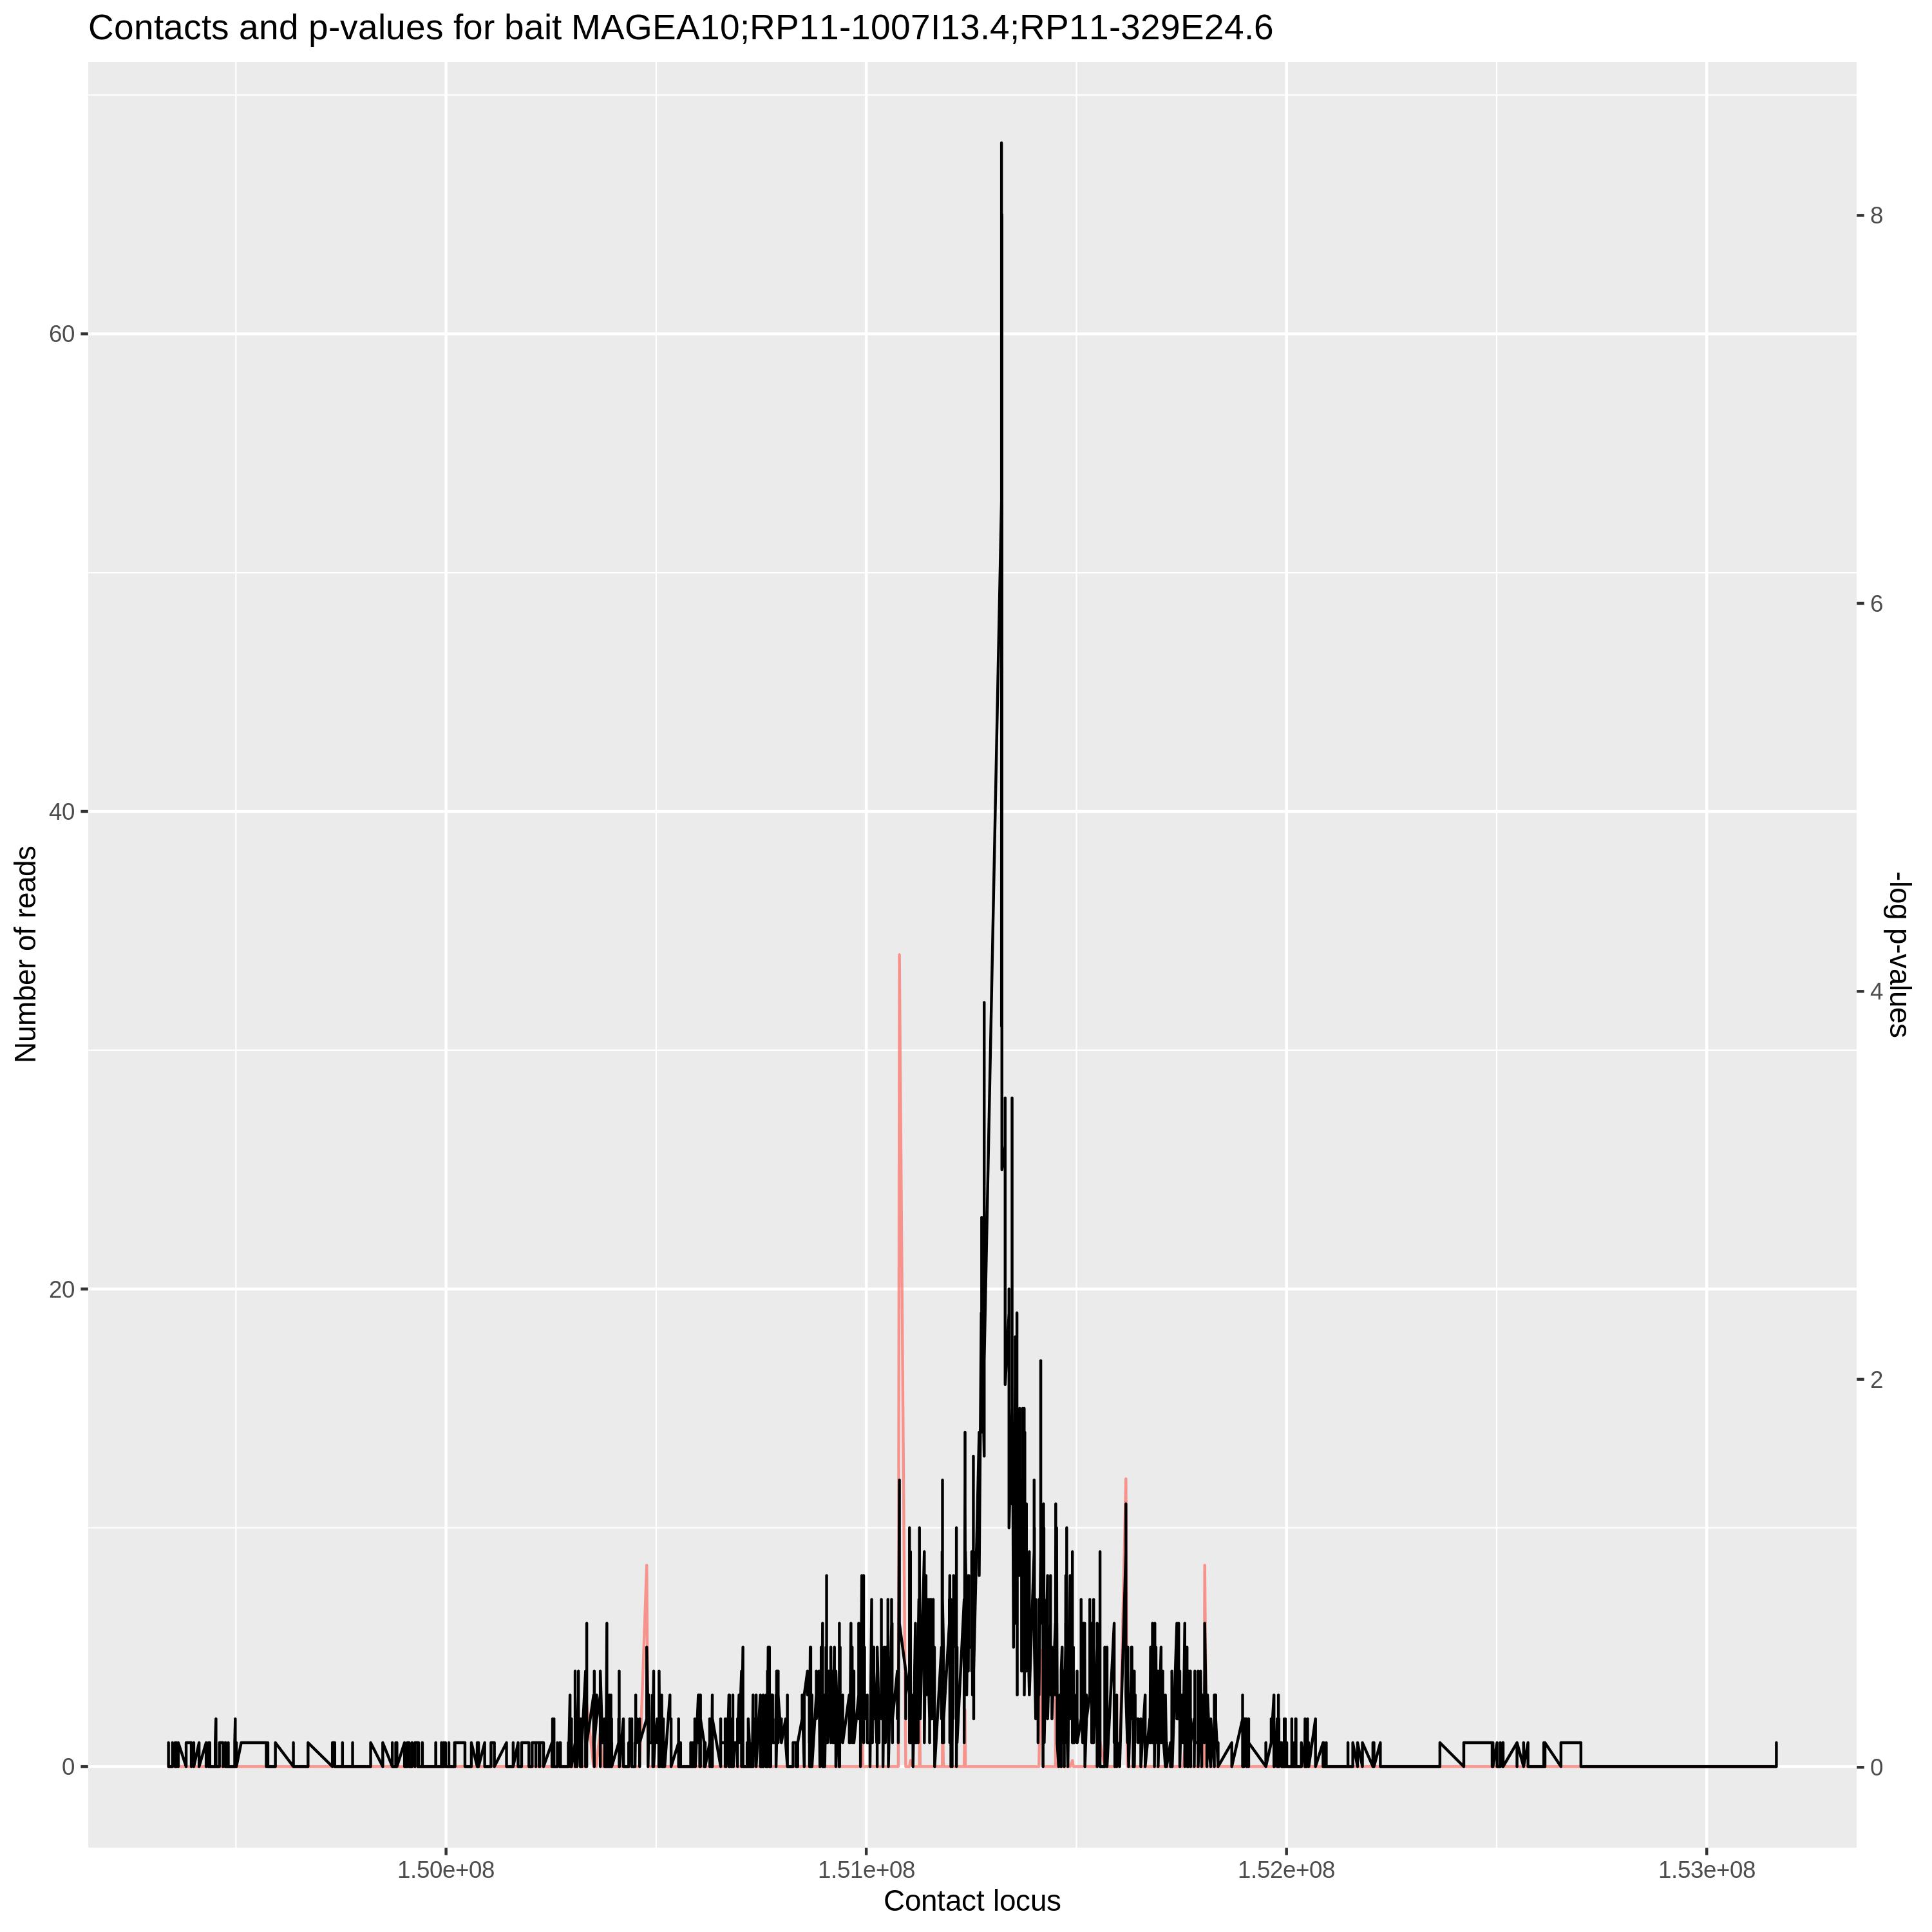 Contacts and p-values for bait MAGEA10;RP11-1007I13.4;RP11-329E24.6
60
40
20
0
8
6
4
2
0
Number of reads
-log p-values
1.50e+08 1.51e+08 1.52e+08 1.53e+08
Contact locus